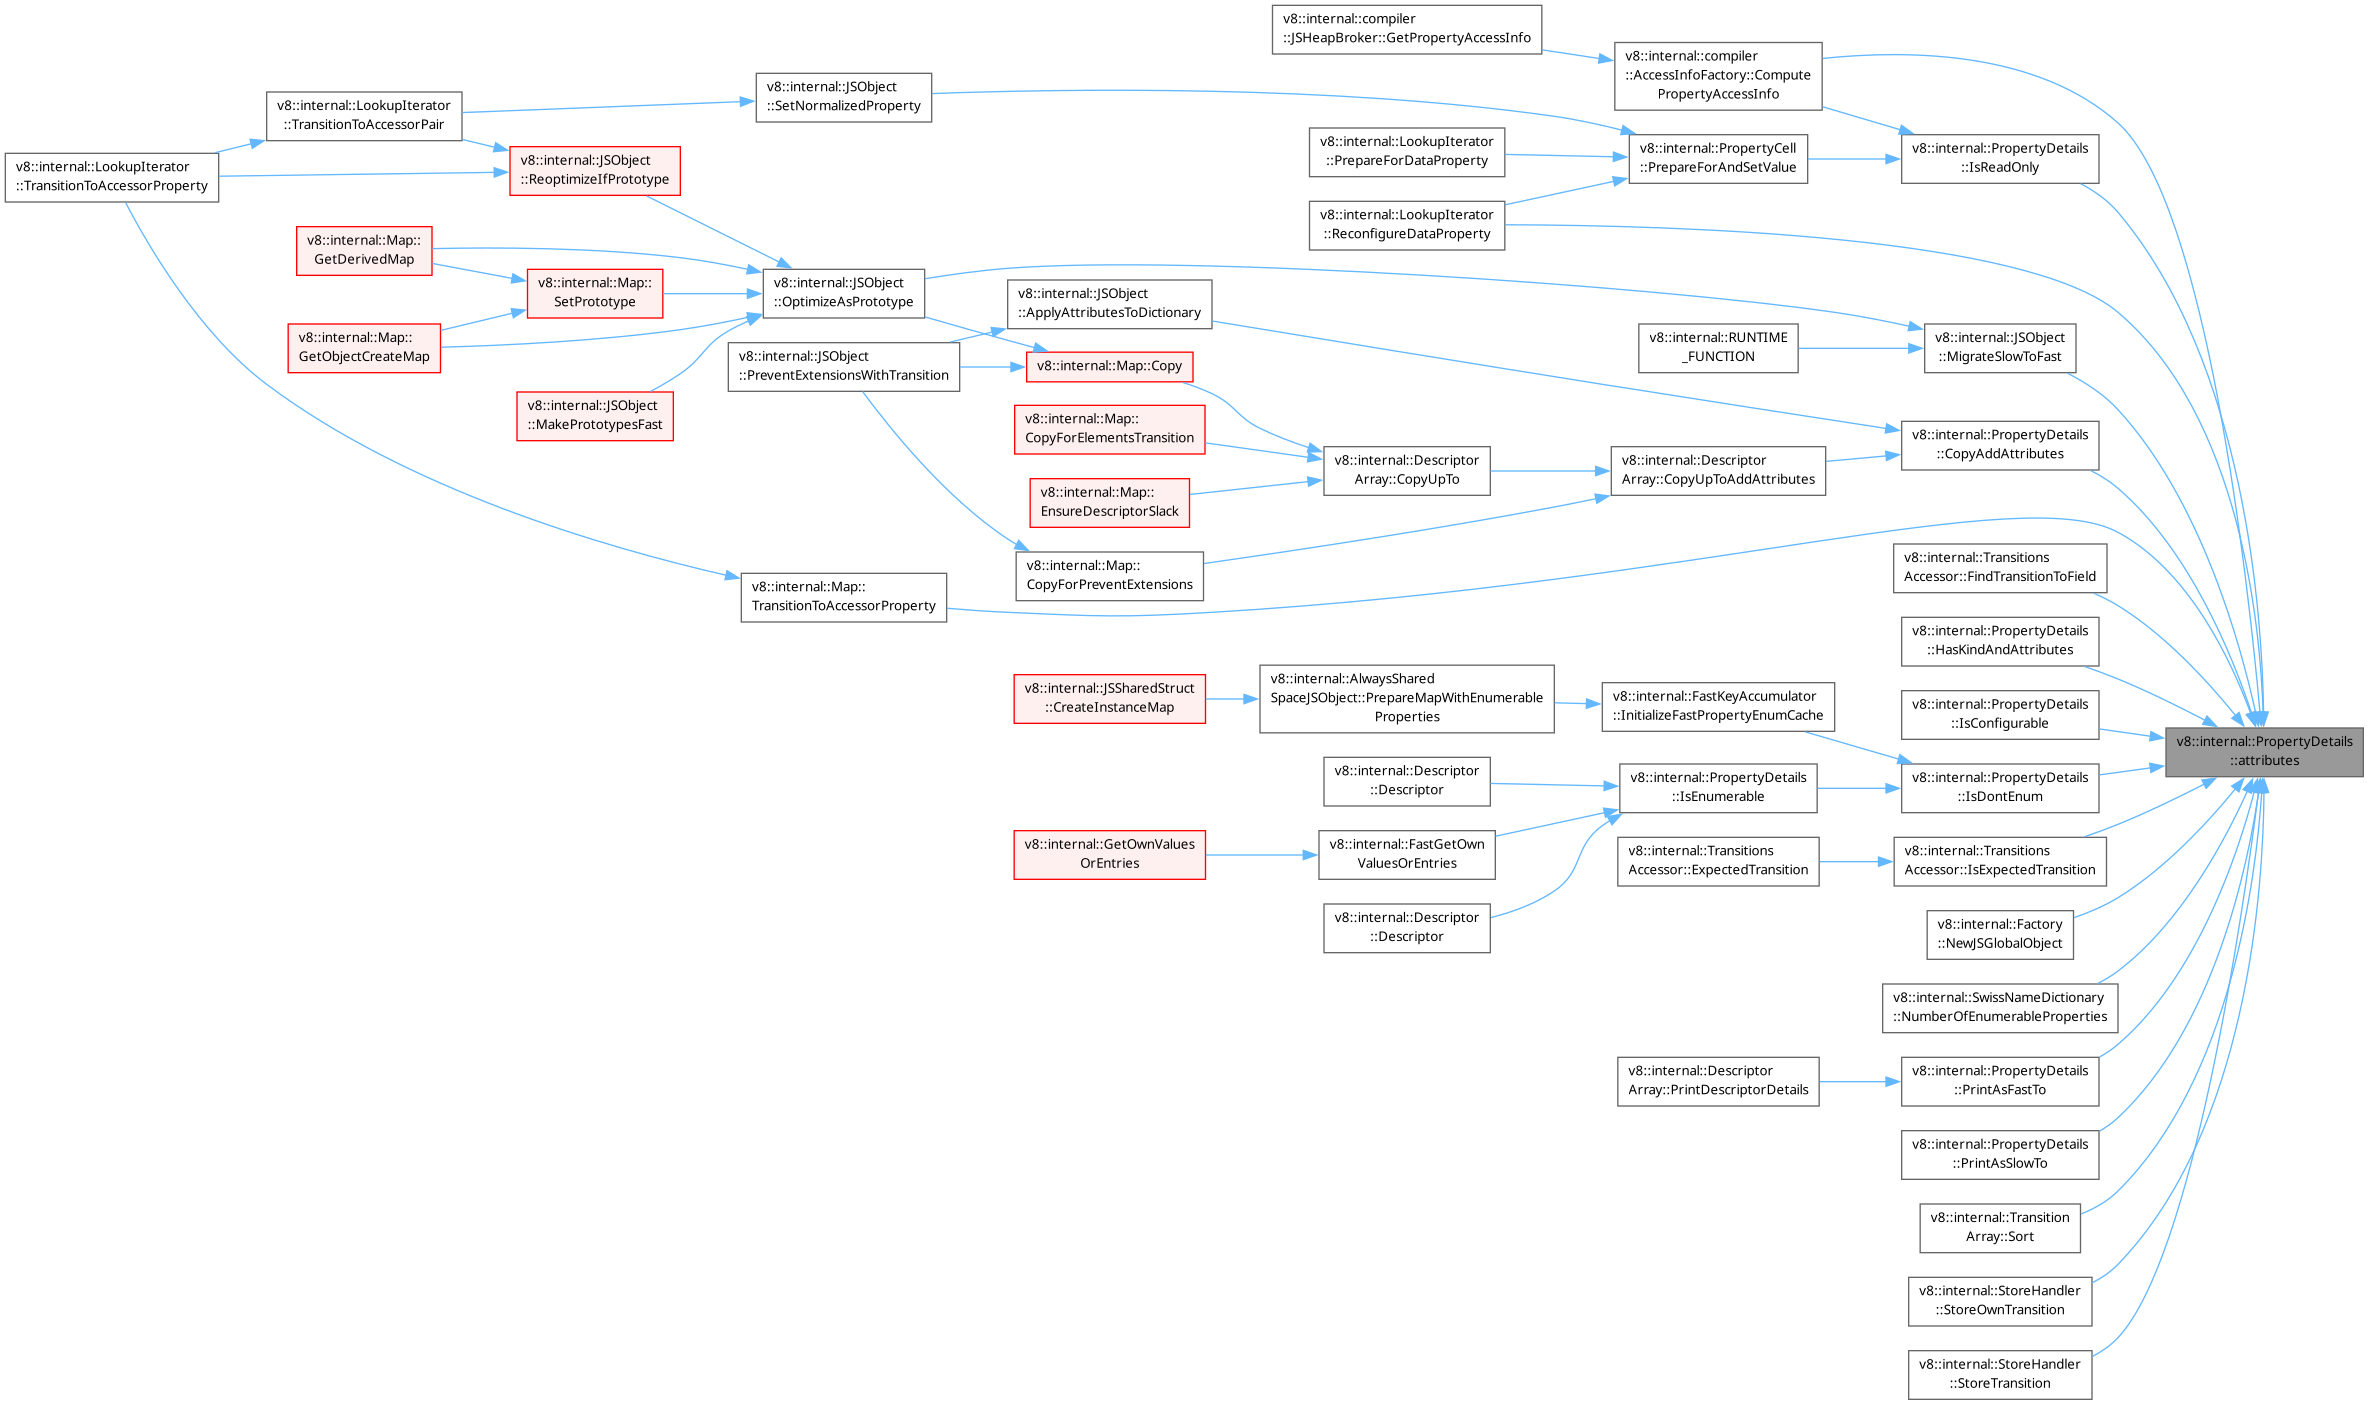 v8::internal::compiler
::JSHeapBroker::GetPropertyAccessInfo
v8::internal::compiler
::AccessInfoFactory::Compute
PropertyAccessInfo
v8::internal::JSObject
::SetNormalizedProperty
v8::internal::LookupIterator
::TransitionToAccessorPair
v8::internal::LookupIterator
::PrepareForDataProperty
v8::internal::PropertyCell
::PrepareForAndSetValue
v8::internal::PropertyDetails
::IsReadOnly
v8::internal::LookupIterator
::TransitionToAccessorProperty
v8::internal::JSObject
::ReoptimizeIfPrototype
v8::internal::LookupIterator
::ReconfigureDataProperty
v8::internal::Map::
GetDerivedMap
v8::internal::Map::
SetPrototype
v8::internal::JSObject
::OptimizeAsPrototype
v8::internal::JSObject
::ApplyAttributesToDictionary
v8::internal::Map::
GetObjectCreateMap
v8::internal::RUNTIME
_FUNCTION
v8::internal::JSObject
::MigrateSlowToFast
v8::internal::JSObject
::PreventExtensionsWithTransition
v8::internal::Map::Copy
v8::internal::JSObject
::MakePrototypesFast
v8::internal::Map::
CopyForElementsTransition
v8::internal::PropertyDetails
::CopyAddAttributes
v8::internal::Descriptor
Array::CopyUpTo
v8::internal::Descriptor
Array::CopyUpToAddAttributes
v8::internal::Map::
EnsureDescriptorSlack
v8::internal::Map::
CopyForPreventExtensions
v8::internal::Transitions
Accessor::FindTransitionToField
v8::internal::Map::
TransitionToAccessorProperty
v8::internal::PropertyDetails
::HasKindAndAttributes
v8::internal::JSSharedStruct
::CreateInstanceMap
v8::internal::AlwaysShared
SpaceJSObject::PrepareMapWithEnumerable
Properties
v8::internal::FastKeyAccumulator
::InitializeFastPropertyEnumCache
v8::internal::PropertyDetails
::IsConfigurable
v8::internal::PropertyDetails
::attributes
v8::internal::Descriptor
::Descriptor
v8::internal::PropertyDetails
::IsEnumerable
v8::internal::PropertyDetails
::IsDontEnum
v8::internal::GetOwnValues
OrEntries
v8::internal::FastGetOwn
ValuesOrEntries
v8::internal::Transitions
Accessor::ExpectedTransition
v8::internal::Transitions
Accessor::IsExpectedTransition
v8::internal::Descriptor
::Descriptor
v8::internal::Factory
::NewJSGlobalObject
v8::internal::SwissNameDictionary
::NumberOfEnumerableProperties
v8::internal::Descriptor
Array::PrintDescriptorDetails
v8::internal::PropertyDetails
::PrintAsFastTo
v8::internal::PropertyDetails
::PrintAsSlowTo
v8::internal::Transition
Array::Sort
v8::internal::StoreHandler
::StoreOwnTransition
v8::internal::StoreHandler
::StoreTransition